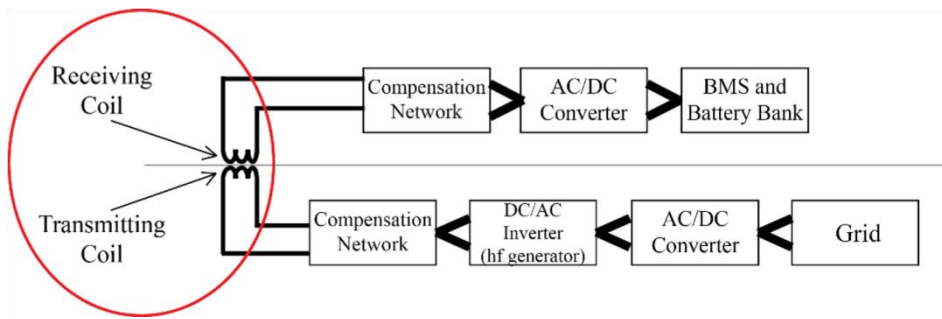 Receiving
Coil
Compensation
Network
AC/DC
Converter
BMS and
Battery Bank
Transmitting
Coil
Compensation
Network
DC/AC
Inverter
(hf generator)
AC/DC
Converter
Grid